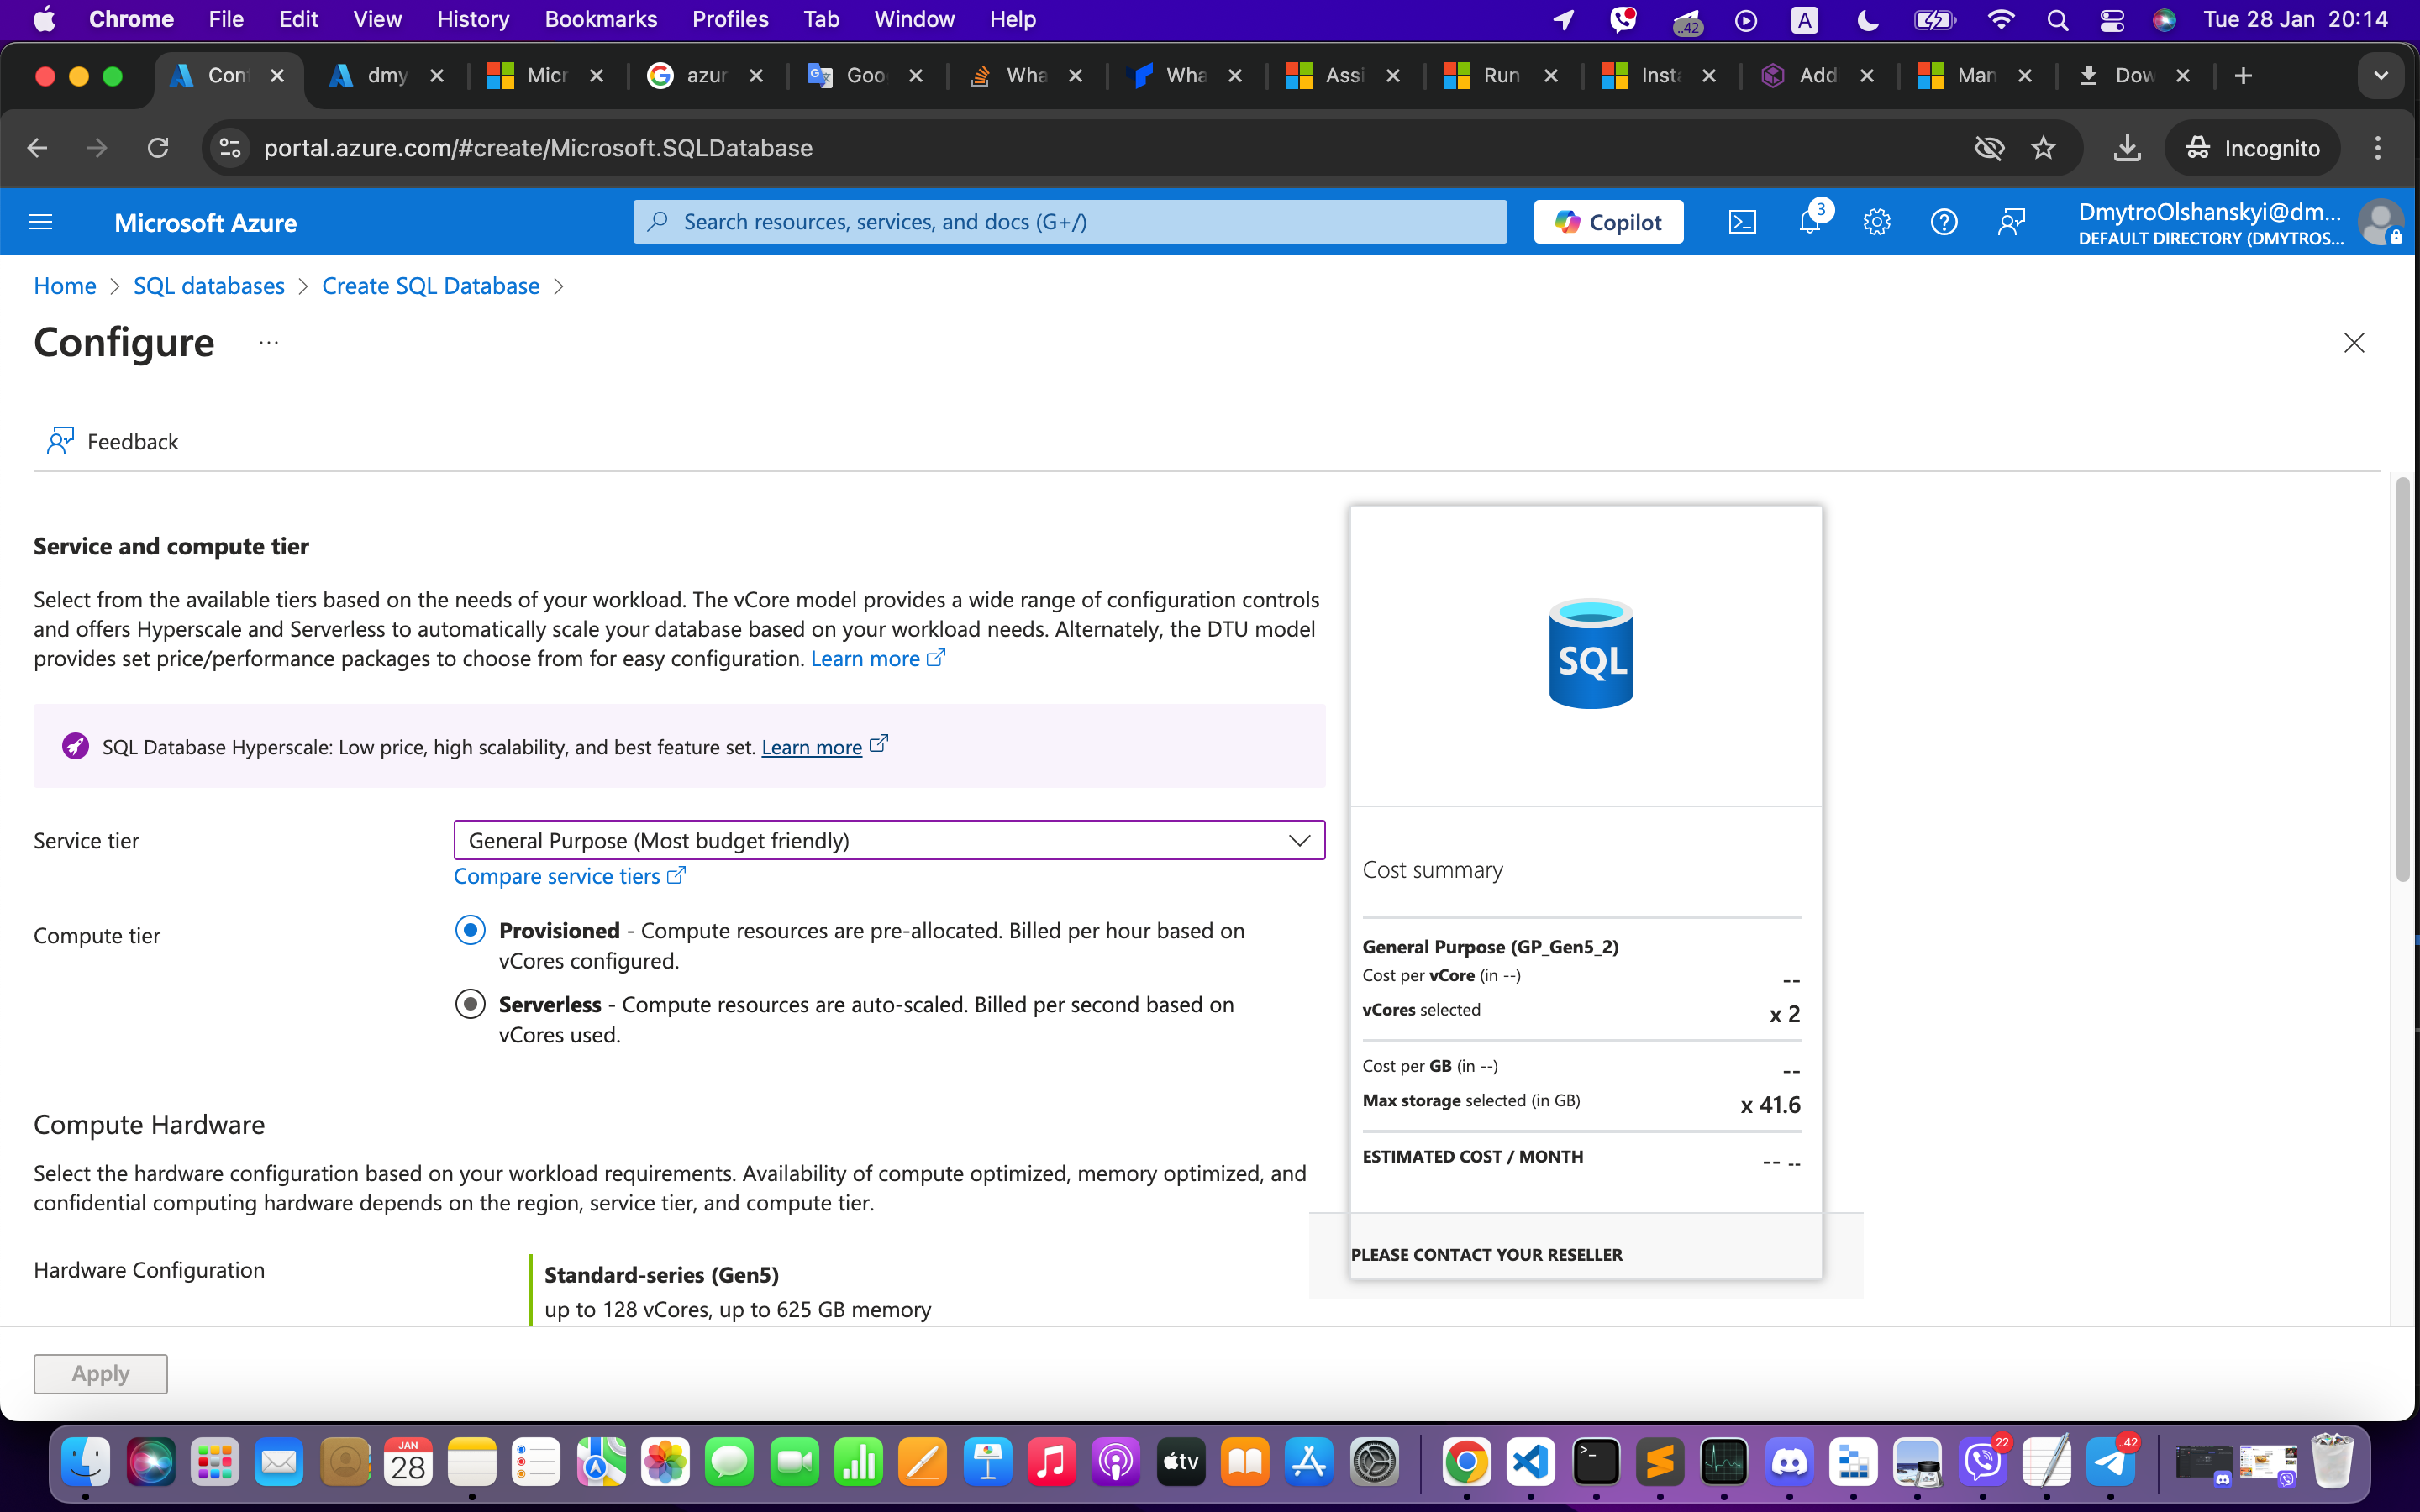 Chrome File Edit View History Bookmarks Profiles Tab Window Help
..42 A Tue 28 Jan 20:14
Con dmy Micr azur Goo Wha Wha Assi Run Insta Add Man Dow
portal.azure.com/#create/Microsoft.SQLDatabase Incognito
Microsoft Azure Search resources, services, and docs (G+/) Copilot 3 DmytroOlshanskyi@dm...
DEFAULT DIRECTORY (DMYTROS...
Home > SQL databases > Create SQL Database >
Configure ...
Feedback
Service and compute tier
Select from the available tiers based on the needs of your workload. The vCore model provides a wide range of configuration controls
and offers Hyperscale and Serverless to automatically scale your database based on your workload needs. Alternately, the DTU model
provides set price/performance packages to choose from for easy configuration. Learn more
SQL Database Hyperscale: Low price, high scalability, and best feature set. Learn more
Service tier
General Purpose (Most budget friendly)
Compare service tiers
Compute tier
Provisioned - Compute resources are pre-allocated. Billed per hour based on
vCores configured.
Serverless - Compute resources are auto-scaled. Billed per second based on
vCores used.
Compute Hardware
Select the hardware configuration based on your workload requirements. Availability of compute optimized, memory optimized, and
confidential computing hardware depends on the region, service tier, and compute tier.
Hardware Configuration
Standard-series (Gen5)
up to 128 vCores, up to 625 GB memory
SQL
Cost summary
General Purpose (GP_Gen5_2)
Cost per vCore (in --) --
vCores selected x 2
Cost per GB (in --) --
Max storage selected (in GB) x 41.6
ESTIMATED COST / MONTH -- --
PLEASE CONTACT YOUR RESELLER
Apply
JAN
28
tv
22
..42